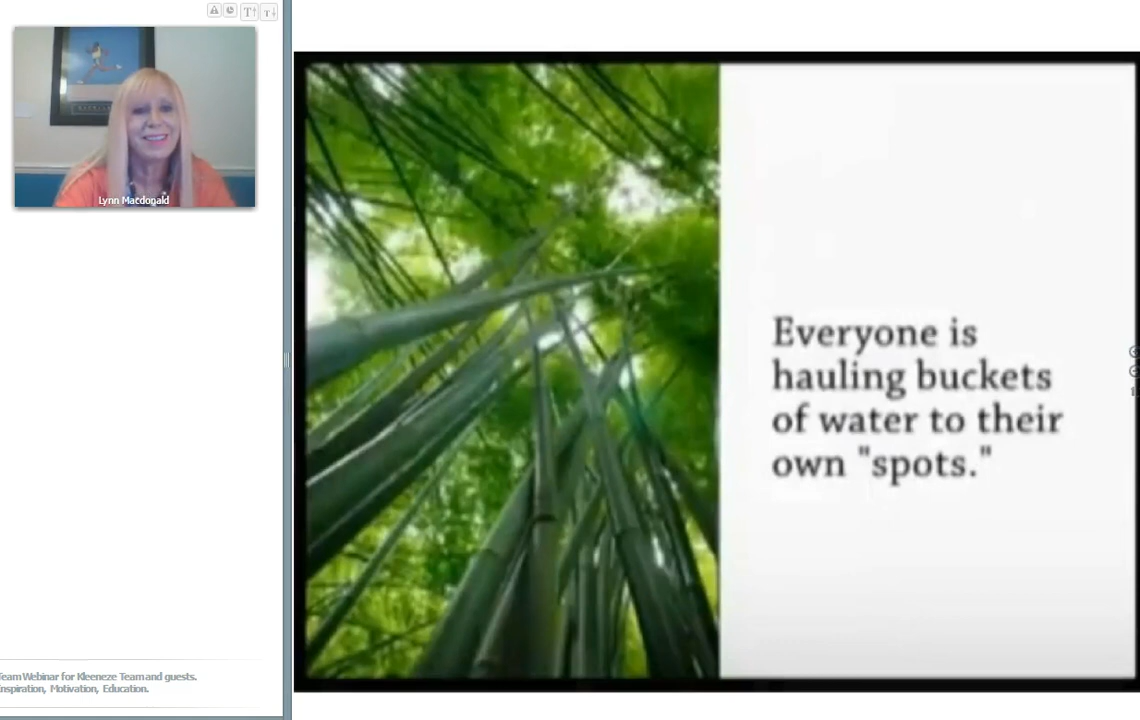 T↑ T↓
Lynn Macdonald
Team Webinar for Kleeneze Team and guests.
Inspiration, Motivation, Education.
Everyone is
hauling buckets
of water to their
own "spots."